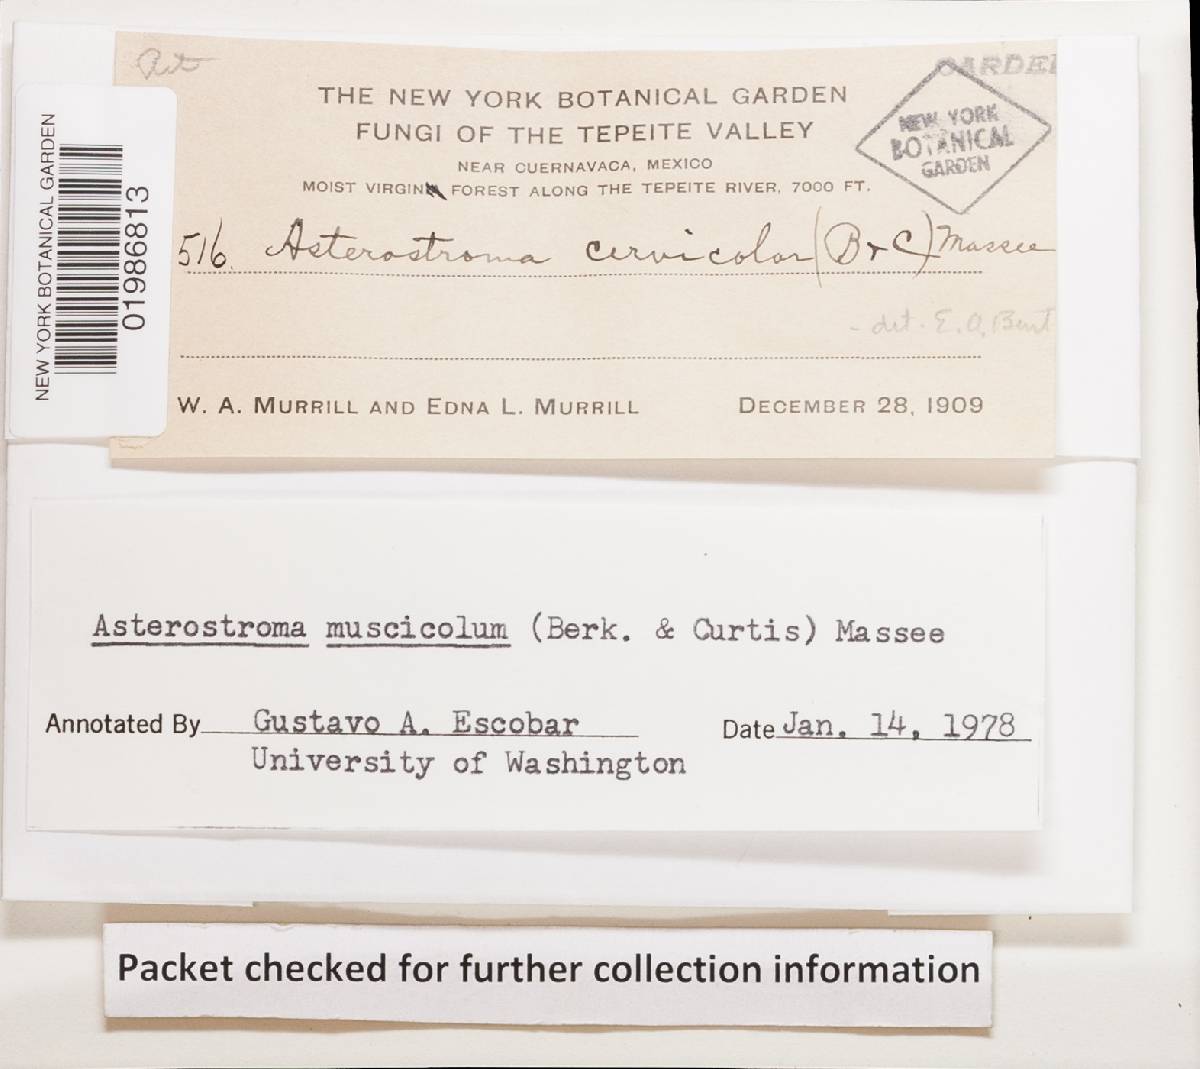 THE NEW YORK BOTANICAL GARDEN
FUNGI OF THE TEPEITE VALLEY
NEAR CUERNAVACA, MEXICO
MOIST VIRGIN FOREST ALONG THE TEPEITE RIVER, 7000 FT.
GARDEN
NEW YORK
BOTANICAL
GARDEN
NEW YORK BOTANICAL GARDEN
01986813
516. Asterostroma cervicolor (B & C) Massee
- det. E. A. Burt
W. A. MURRILL AND EDNA L. MURRILL DECEMBER 28, 1909
Asterostroma muscicolum (Berk. & Curtis) Massee
Annotated By Gustavo A. Escobar Date Jan. 14, 1978
University of Washington
Packet checked for further collection information